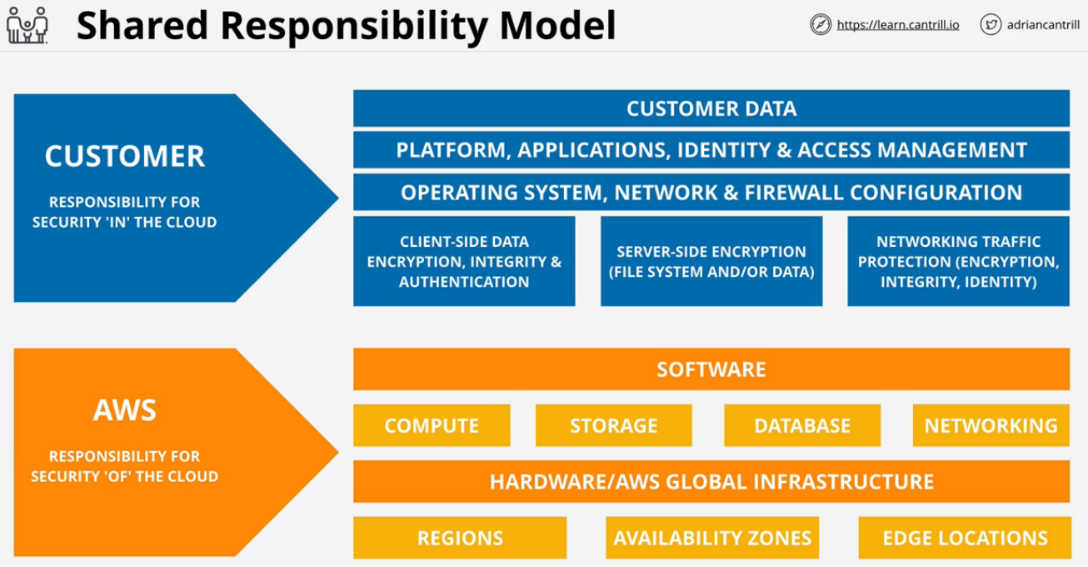 Shared Responsibility Model
https://learn.cantrill.io
adriancantrill
CUSTOMER
RESPONSIBILITY FOR
SECURITY 'IN' THE CLOUD
CUSTOMER DATA
PLATFORM, APPLICATIONS, IDENTITY & ACCESS MANAGEMENT
OPERATING SYSTEM, NETWORK & FIREWALL CONFIGURATION
CLIENT-SIDE DATA
ENCRYPTION, INTEGRITY &
AUTHENTICATION
SERVER-SIDE ENCRYPTION
(FILE SYSTEM AND/OR DATA)
NETWORKING TRAFFIC
PROTECTION (ENCRYPTION,
INTEGRITY, IDENTITY)
AWS
RESPONSIBILITY FOR
SECURITY 'OF' THE CLOUD
SOFTWARE
COMPUTE
STORAGE
DATABASE
NETWORKING
HARDWARE/AWS GLOBAL INFRASTRUCTURE
REGIONS
AVAILABILITY ZONES
EDGE LOCATIONS